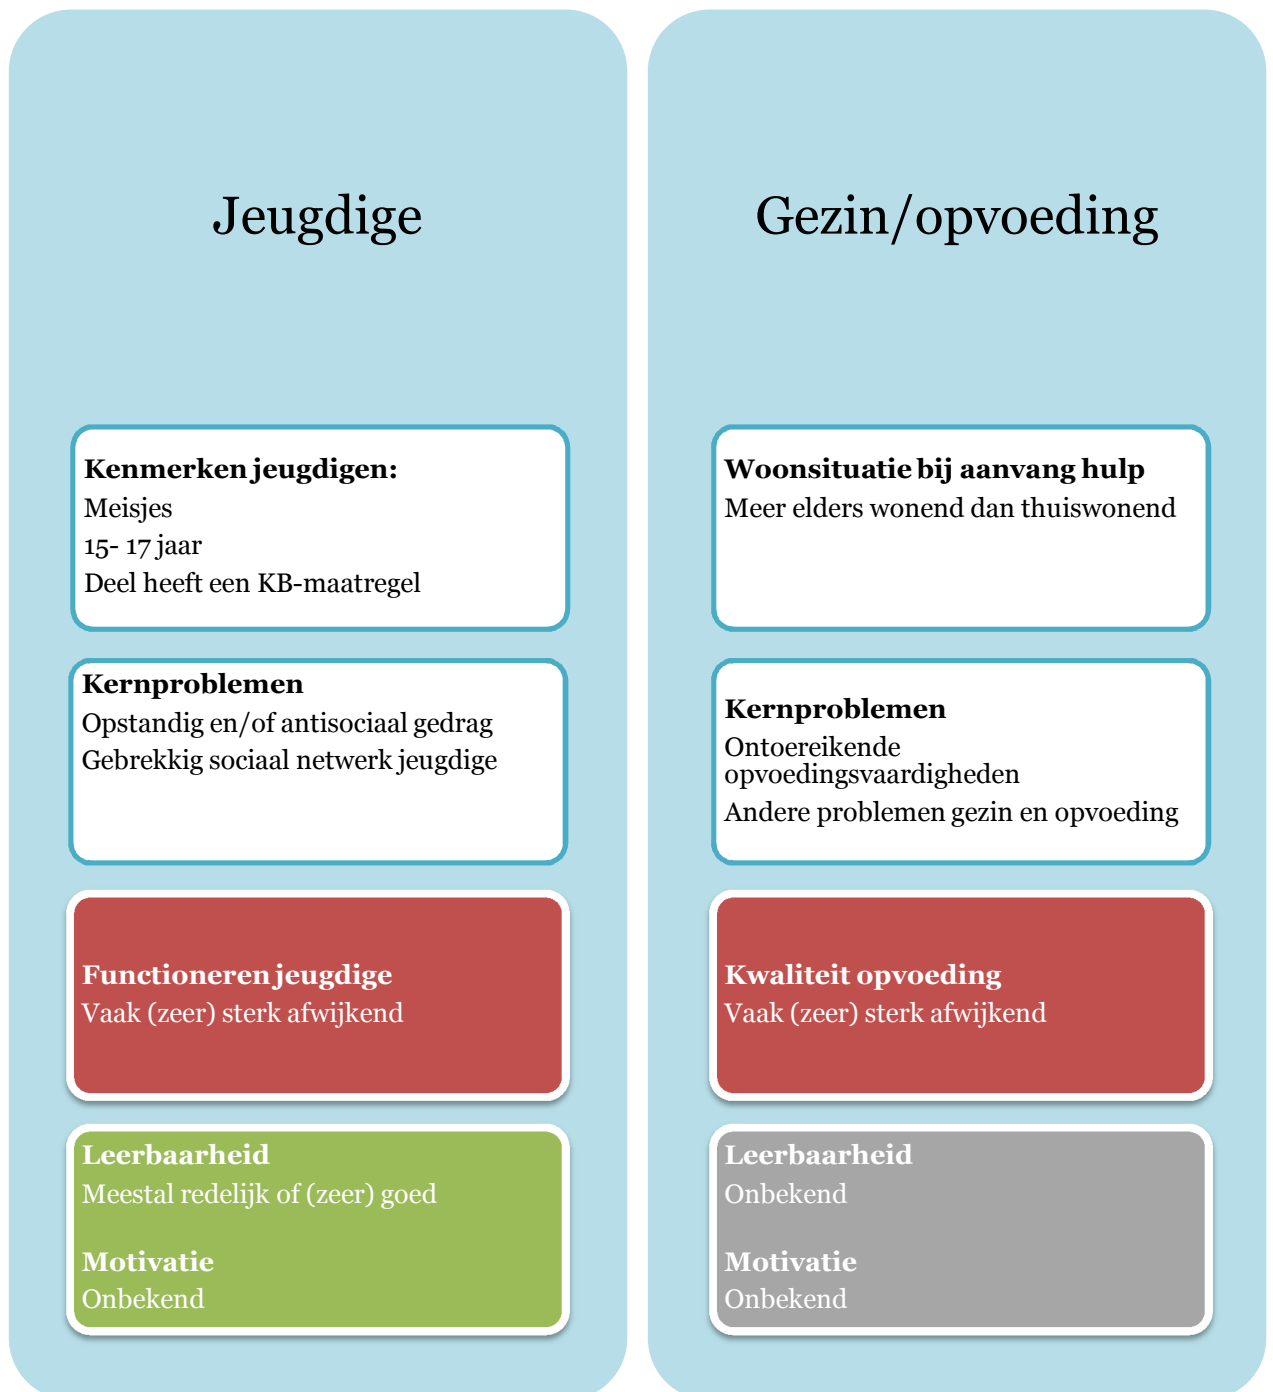 Jeugdige
Kenmerken jeugdigen:
Meisjes
15- 17 jaar
Deel heeft een KB-maatregel
Kernproblemen
Opstandig en/of antisociaal gedrag
Gebrekkig sociaal netwerk jeugdige
Functioneren jeugdige
Vaak (zeer) sterk afwijkend
Leerbaarheid
Meestal redelijk of (zeer) goed
Motivatie
Onbekend
Gezin/opvoeding
Woonsituatie bij aanvang hulp
Meer elders wonend dan thuiswonend
Kernproblemen
Ontoereikende
opvoedingsvaardigheden
Andere problemen gezin en opvoeding
Kwaliteit opvoeding
Vaak (zeer) sterk afwijkend
Leerbaarheid
Onbekend
Motivatie
Onbekend